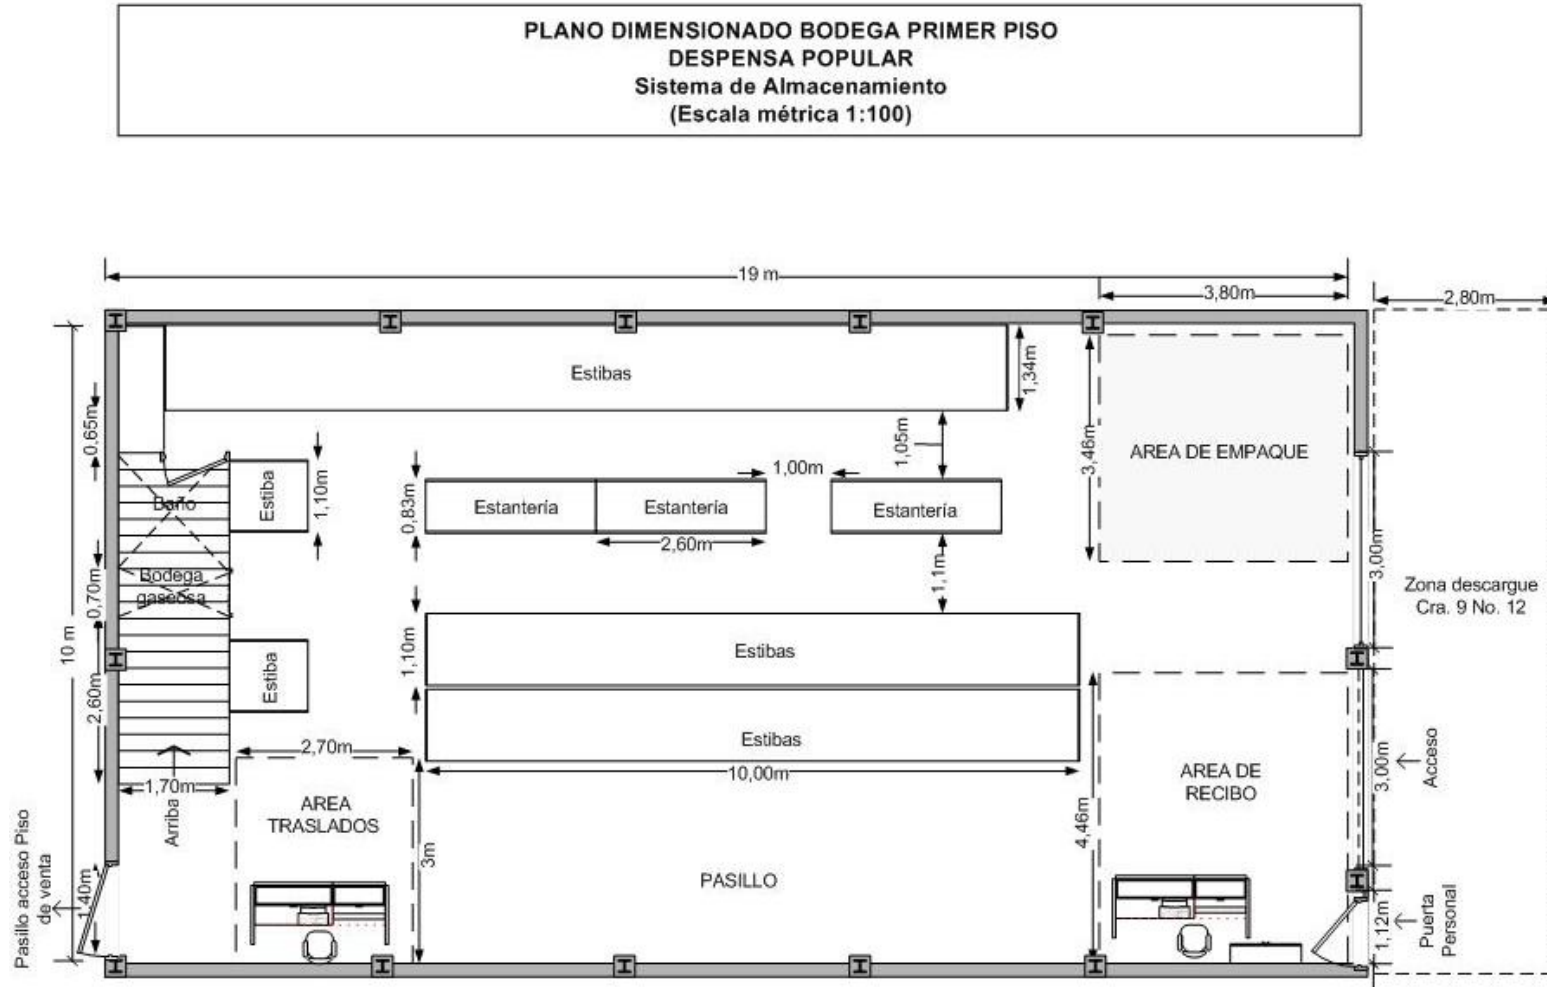 PLANO DIMENSIONADO BODEGA PRIMER PISO
DESPENSA POPULAR
Sistema de Almacenamiento
(Escala métrica 1:100)
19 m
3,80m
2,80m
Estibas
1,34m
0.65m
1,05m
3,46m
AREA DE EMPAQUE
1,00m
Estiba
1,10m
0,83m
Estantería
Estantería
Estantería
Baño
2,60m
3,00m
1,1m
Bodega
gaseosa
0,70m
Zona descargue
Cra. 9 No. 12
10 m
1,10m
Estibas
Estiba
2,60m
Estibas
2,70m
10,00m
1,70m
AREA DE
RECIBO
3,00m
Acceso
Arriba
AREA
TRASLADOS
4,46m
3m
PASILLO
Pasillo acceso Piso
de venta
1,40m
1,12m
Puerta
Personal